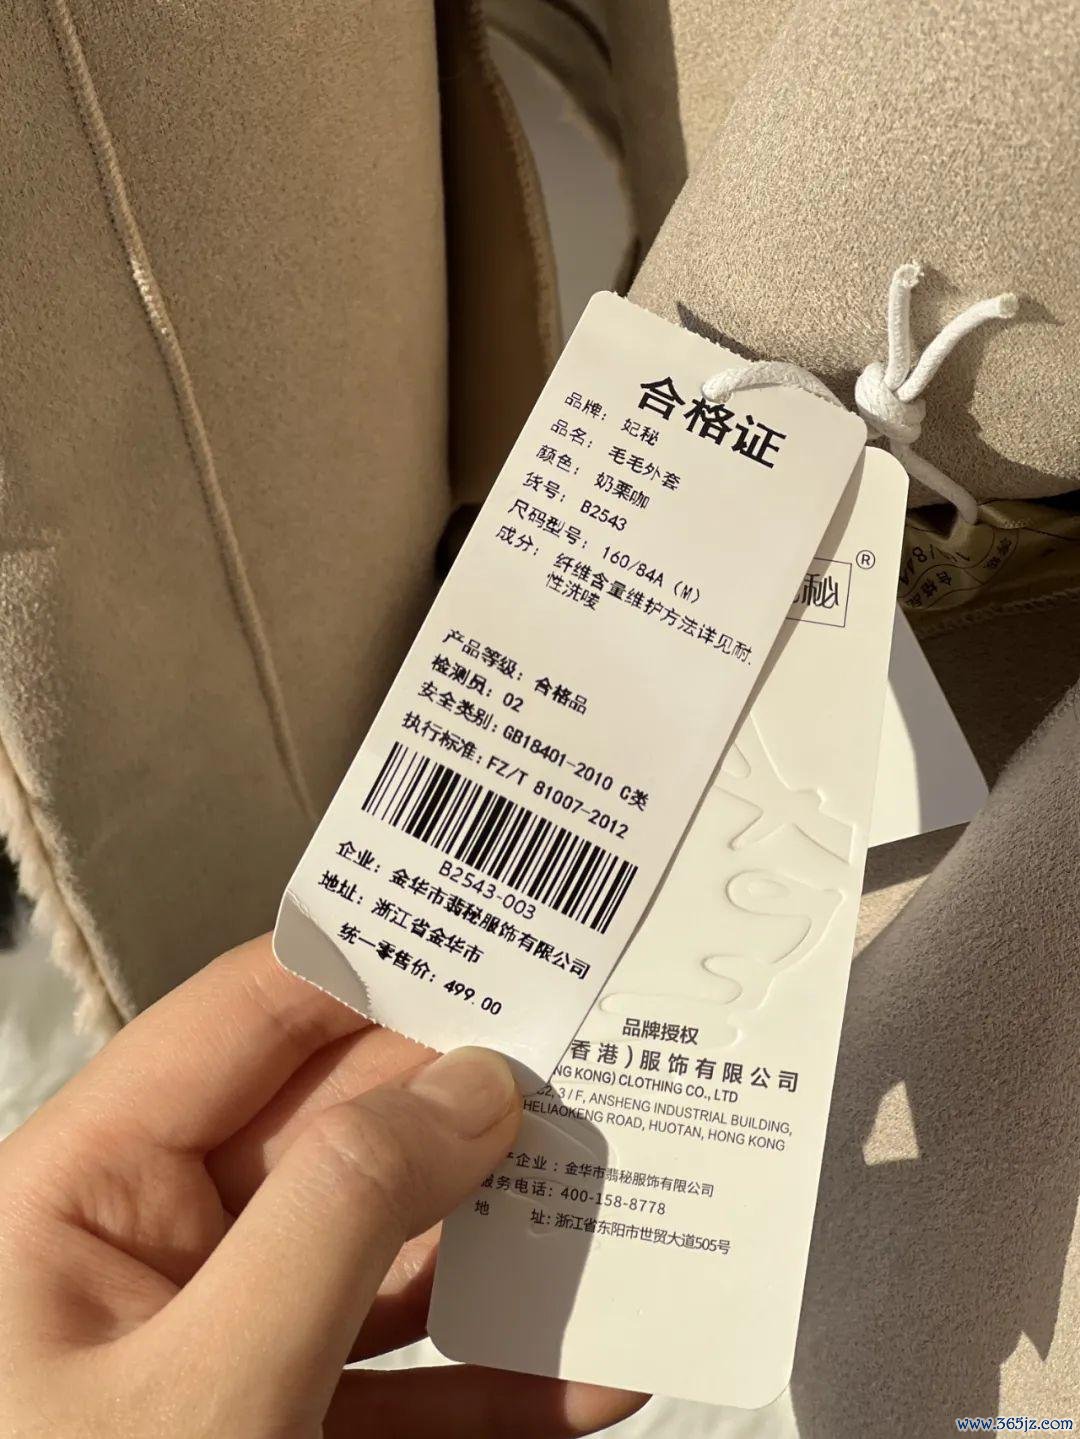 合格证
品牌: 妃秘
品名: 毛毛外套
颜色: 奶栗咖
货号: B2543
尺码型号: 160/84A (M)
成分: 纤维含量维护方法详见耐.
性洗唛
产品等级: 合格品
检测员: 02
安全类别: GB18401-2010 C类
执行标准: FZ/T 81007-2012
B2543-003
企业: 金华市翡秘服饰有限公司
地址: 浙江省金华市
统一零售价: 499.00
秘®
品牌授权
香港)服饰有限公司
NG KONG) CLOTHING CO., LTD
3/F, ANSHENG INDUSTRIAL BUILDING,
HELIAOKENG ROAD, HUOTAN, HONG KONG
企业: 金华市翡秘服饰有限公司
服务电话: 400-158-8778
地 址: 浙江省东阳市世贸大道505号
合格品
www.365jz.com